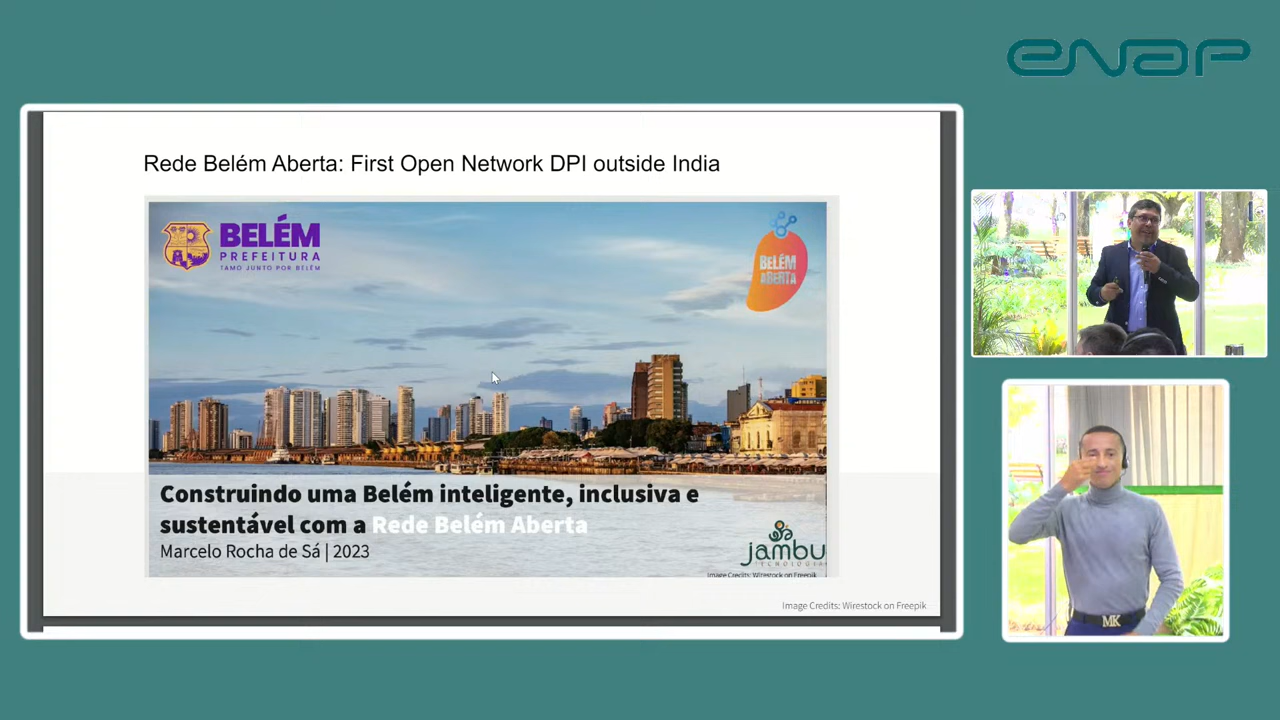 enap
Rede Belém Aberta: First Open Network DPI outside India
BELÉM
PREFEITURA
TAMO JUNTO POR BELÉM
BELÉM
ABERTA
Construindo uma Belém inteligente, inclusiva e
sustentável com a Rede Belém Aberta
Marcelo Rocha de Sá | 2023
jambu
TECNOLOGIA
Image Credits: Wirestock on Freepik
Image Credits: Wirestock on Freepik
MK